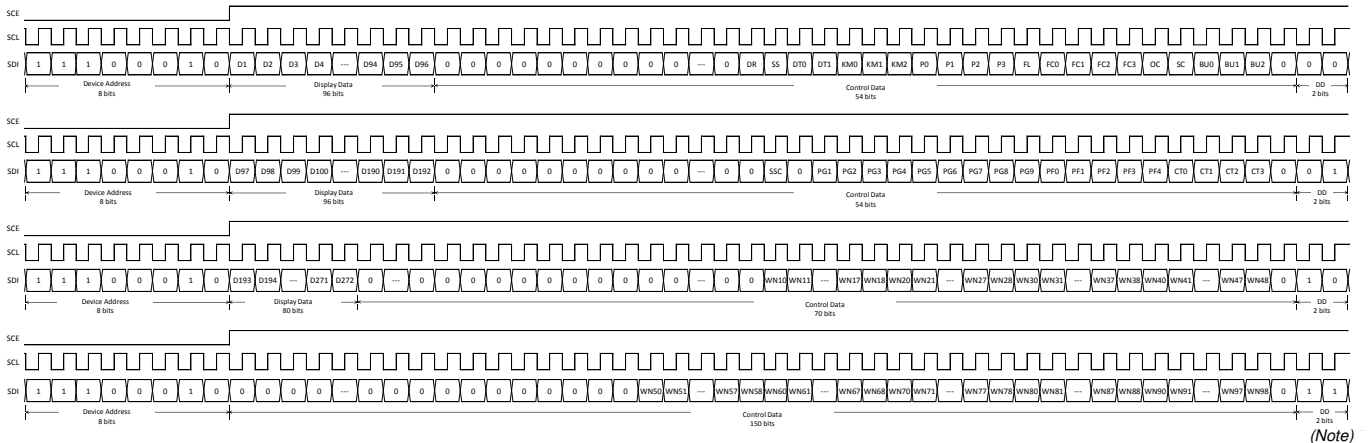 SCE
SCL
SDI 1 1 1 0 0 0 1 0 D1 D2 D3 D4 --- D94 D95 D96 0 0 0 0 0 0 0 0 0 0 --- 0 DR SS DT0 DT1 KM0 KM1 KM2 P0 P1 P2 P3 FL FC0 FC1 FC2 FC3 OC SC BU0 BU1 BU2 0 0 0
Device Address Display Data Control Data DD
8 bits 96 bits 54 bits 2 bits
SCE
SCL
SDI 1 1 1 0 0 0 1 0 D97 D98 D99 D100 --- D190 D191 D192 0 0 0 0 0 0 0 0 0 0 --- 0 0 SSC 0 PG1 PG2 PG3 PG4 PG5 PG6 PG7 PG8 PG9 PF0 PF1 PF2 PF3 PF4 CT0 CT1 CT2 CT3 0 0 1
Device Address Display Data Control Data DD
8 bits 96 bits 54 bits 2 bits
SCE
SCL
SDI 1 1 1 0 0 0 1 0 D193 D194 --- D271 D272 0 --- 0 0 0 0 0 0 0 0 0 0 0 --- 0 0 WN10 WN11 --- WN17 WN18 WN20 WN21 --- WN27 WN28 WN30 WN31 --- WN37 WN38 WN40 WN41 --- WN47 WN48 0 1 0
Device Address Display Data Control Data DD
8 bits 80 bits 70 bits 2 bits
SCE
SCL
SDI 1 1 1 0 0 0 1 0 0 0 0 0 --- 0 0 0 0 0 0 0 0 0 0 0 WN50 WN51 --- WN57 WN58 WN60 WN61 --- WN67 WN68 WN70 WN71 --- WN77 WN78 WN80 WN81 --- WN87 WN88 WN90 WN91 --- WN97 WN98 0 1 1
Device Address Control Data DD
8 bits 150 bits 2 bits
(Note)